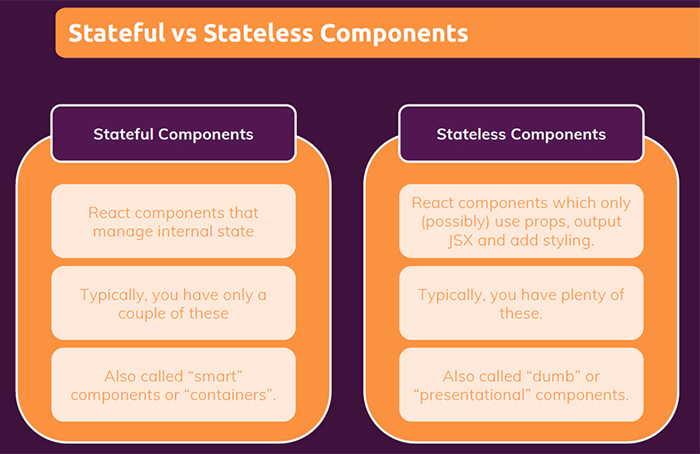 Stateful vs Stateless Components
Stateful Components
React components that
manage internal state
Typically, you have only a
couple of these
Also called “smart”
components or “containers”.
Stateless Components
React components which only
(possibly) use props, output
JSX and add styling.
Typically, you have plenty of
these.
Also called “dumb” or
“presentational” components.